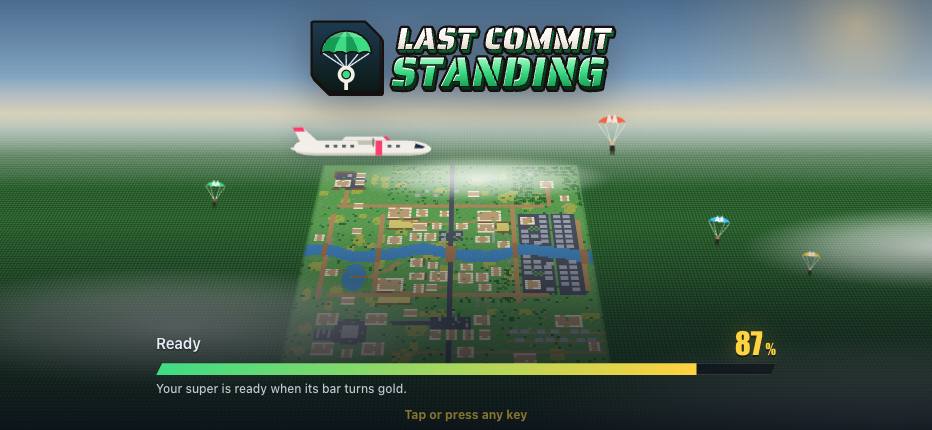 LAST COMMIT
STANDING
Ready
87%
Your super is ready when its bar turns gold.
Tap or press any key